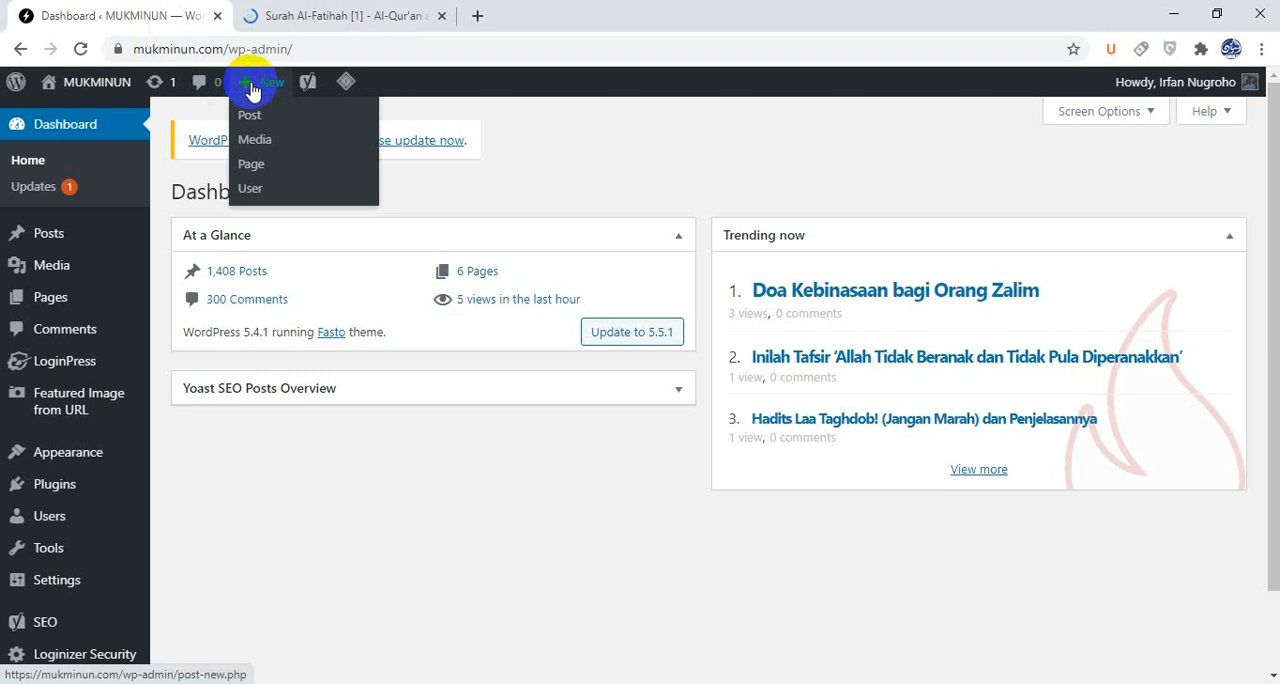 Dashboard ‹ MUKMINUN — Wor
Surah Al-Fatihah [1] - Al-Qur'an
mukminun.com/wp-admin/
U
MUKMINUN 1 0 New
Howdy, Irfan Nugroho
Post
Media
Page
User
Dashboard
Home
Updates 1
Posts
Media
Pages
Comments
LoginPress
Featured Image
from URL
Appearance
Plugins
Users
Tools
Settings
SEO
Loginizer Security
Screen Options
Help
WordP
se update now.
Dashb
At a Glance
1,408 Posts
6 Pages
300 Comments
5 views in the last hour
WordPress 5.4.1 running Fasto theme.
Update to 5.5.1
Yoast SEO Posts Overview
Trending now
1. Doa Kebinasaan bagi Orang Zalim
3 views, 0 comments
2. Inilah Tafsir ‘Allah Tidak Beranak dan Tidak Pula Diperanakkan’
1 view, 0 comments
3. Hadits Laa Taghdob! (Jangan Marah) dan Penjelasannya
1 view, 0 comments
View more
https://mukminun.com/wp-admin/post-new.php